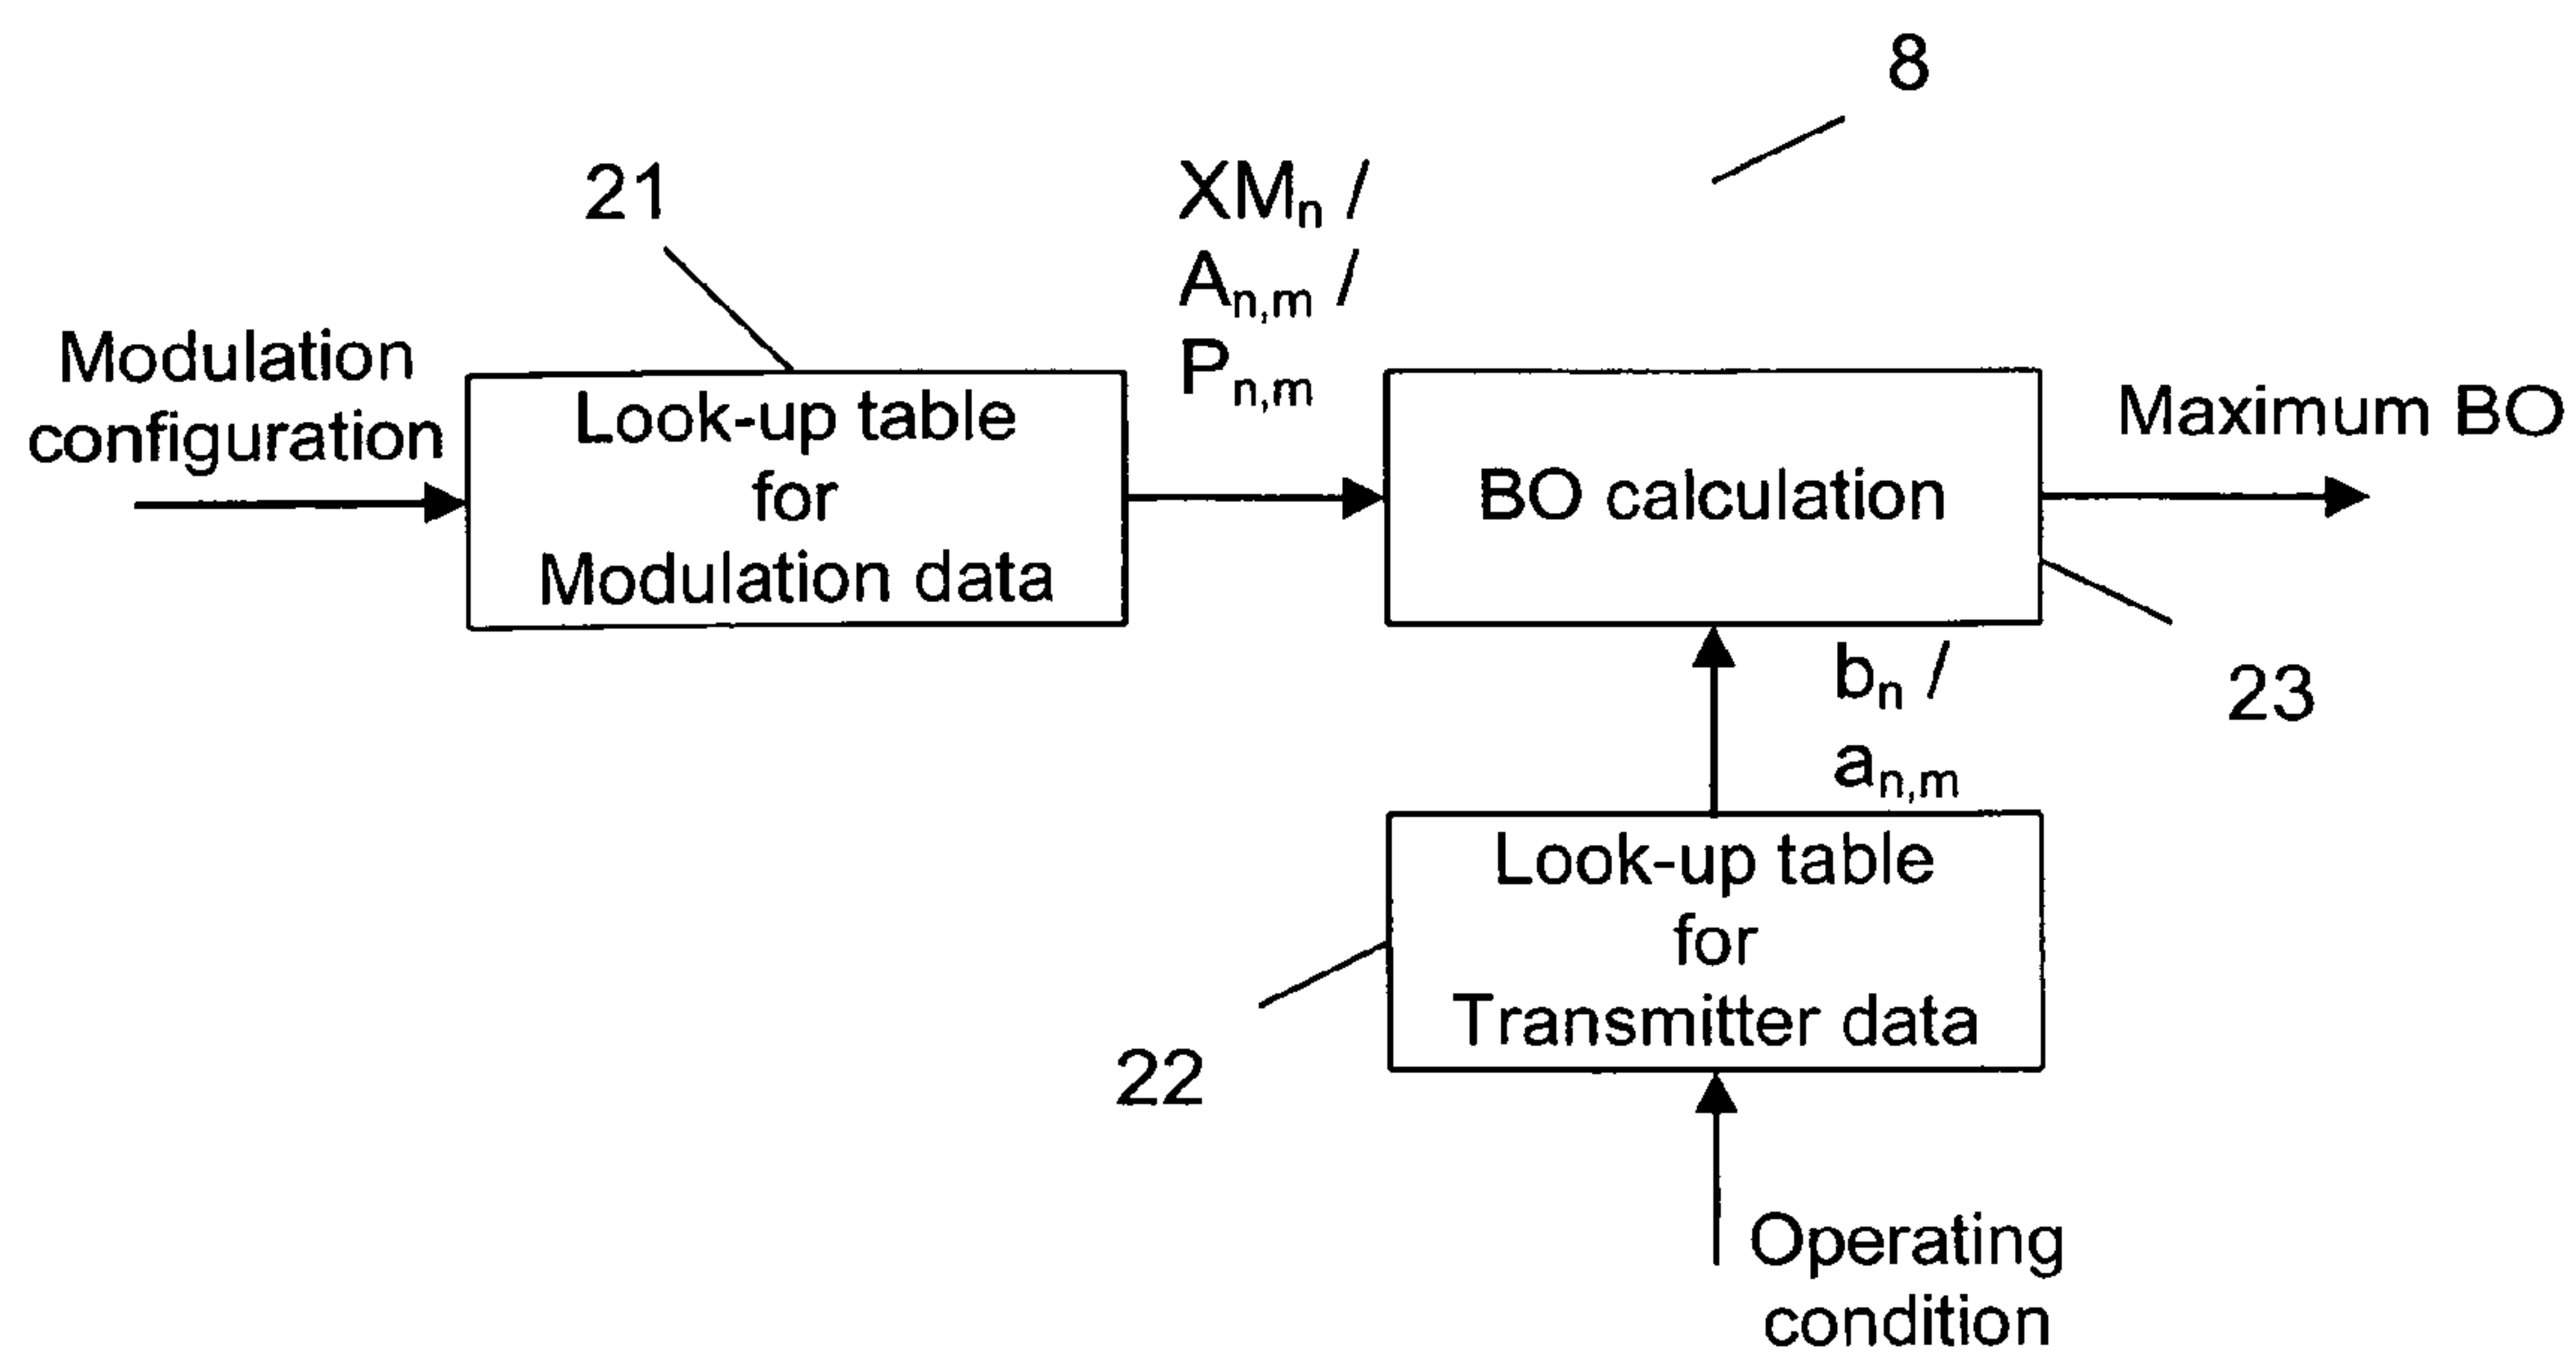 8
21
XMn /
An,m /
Pn,m
Modulation
configuration
Look-up table
for
Modulation data
BO calculation
Maximum BO
bn /
an,m
23
Look-up table
for
Transmitter data
22
Operating
condition